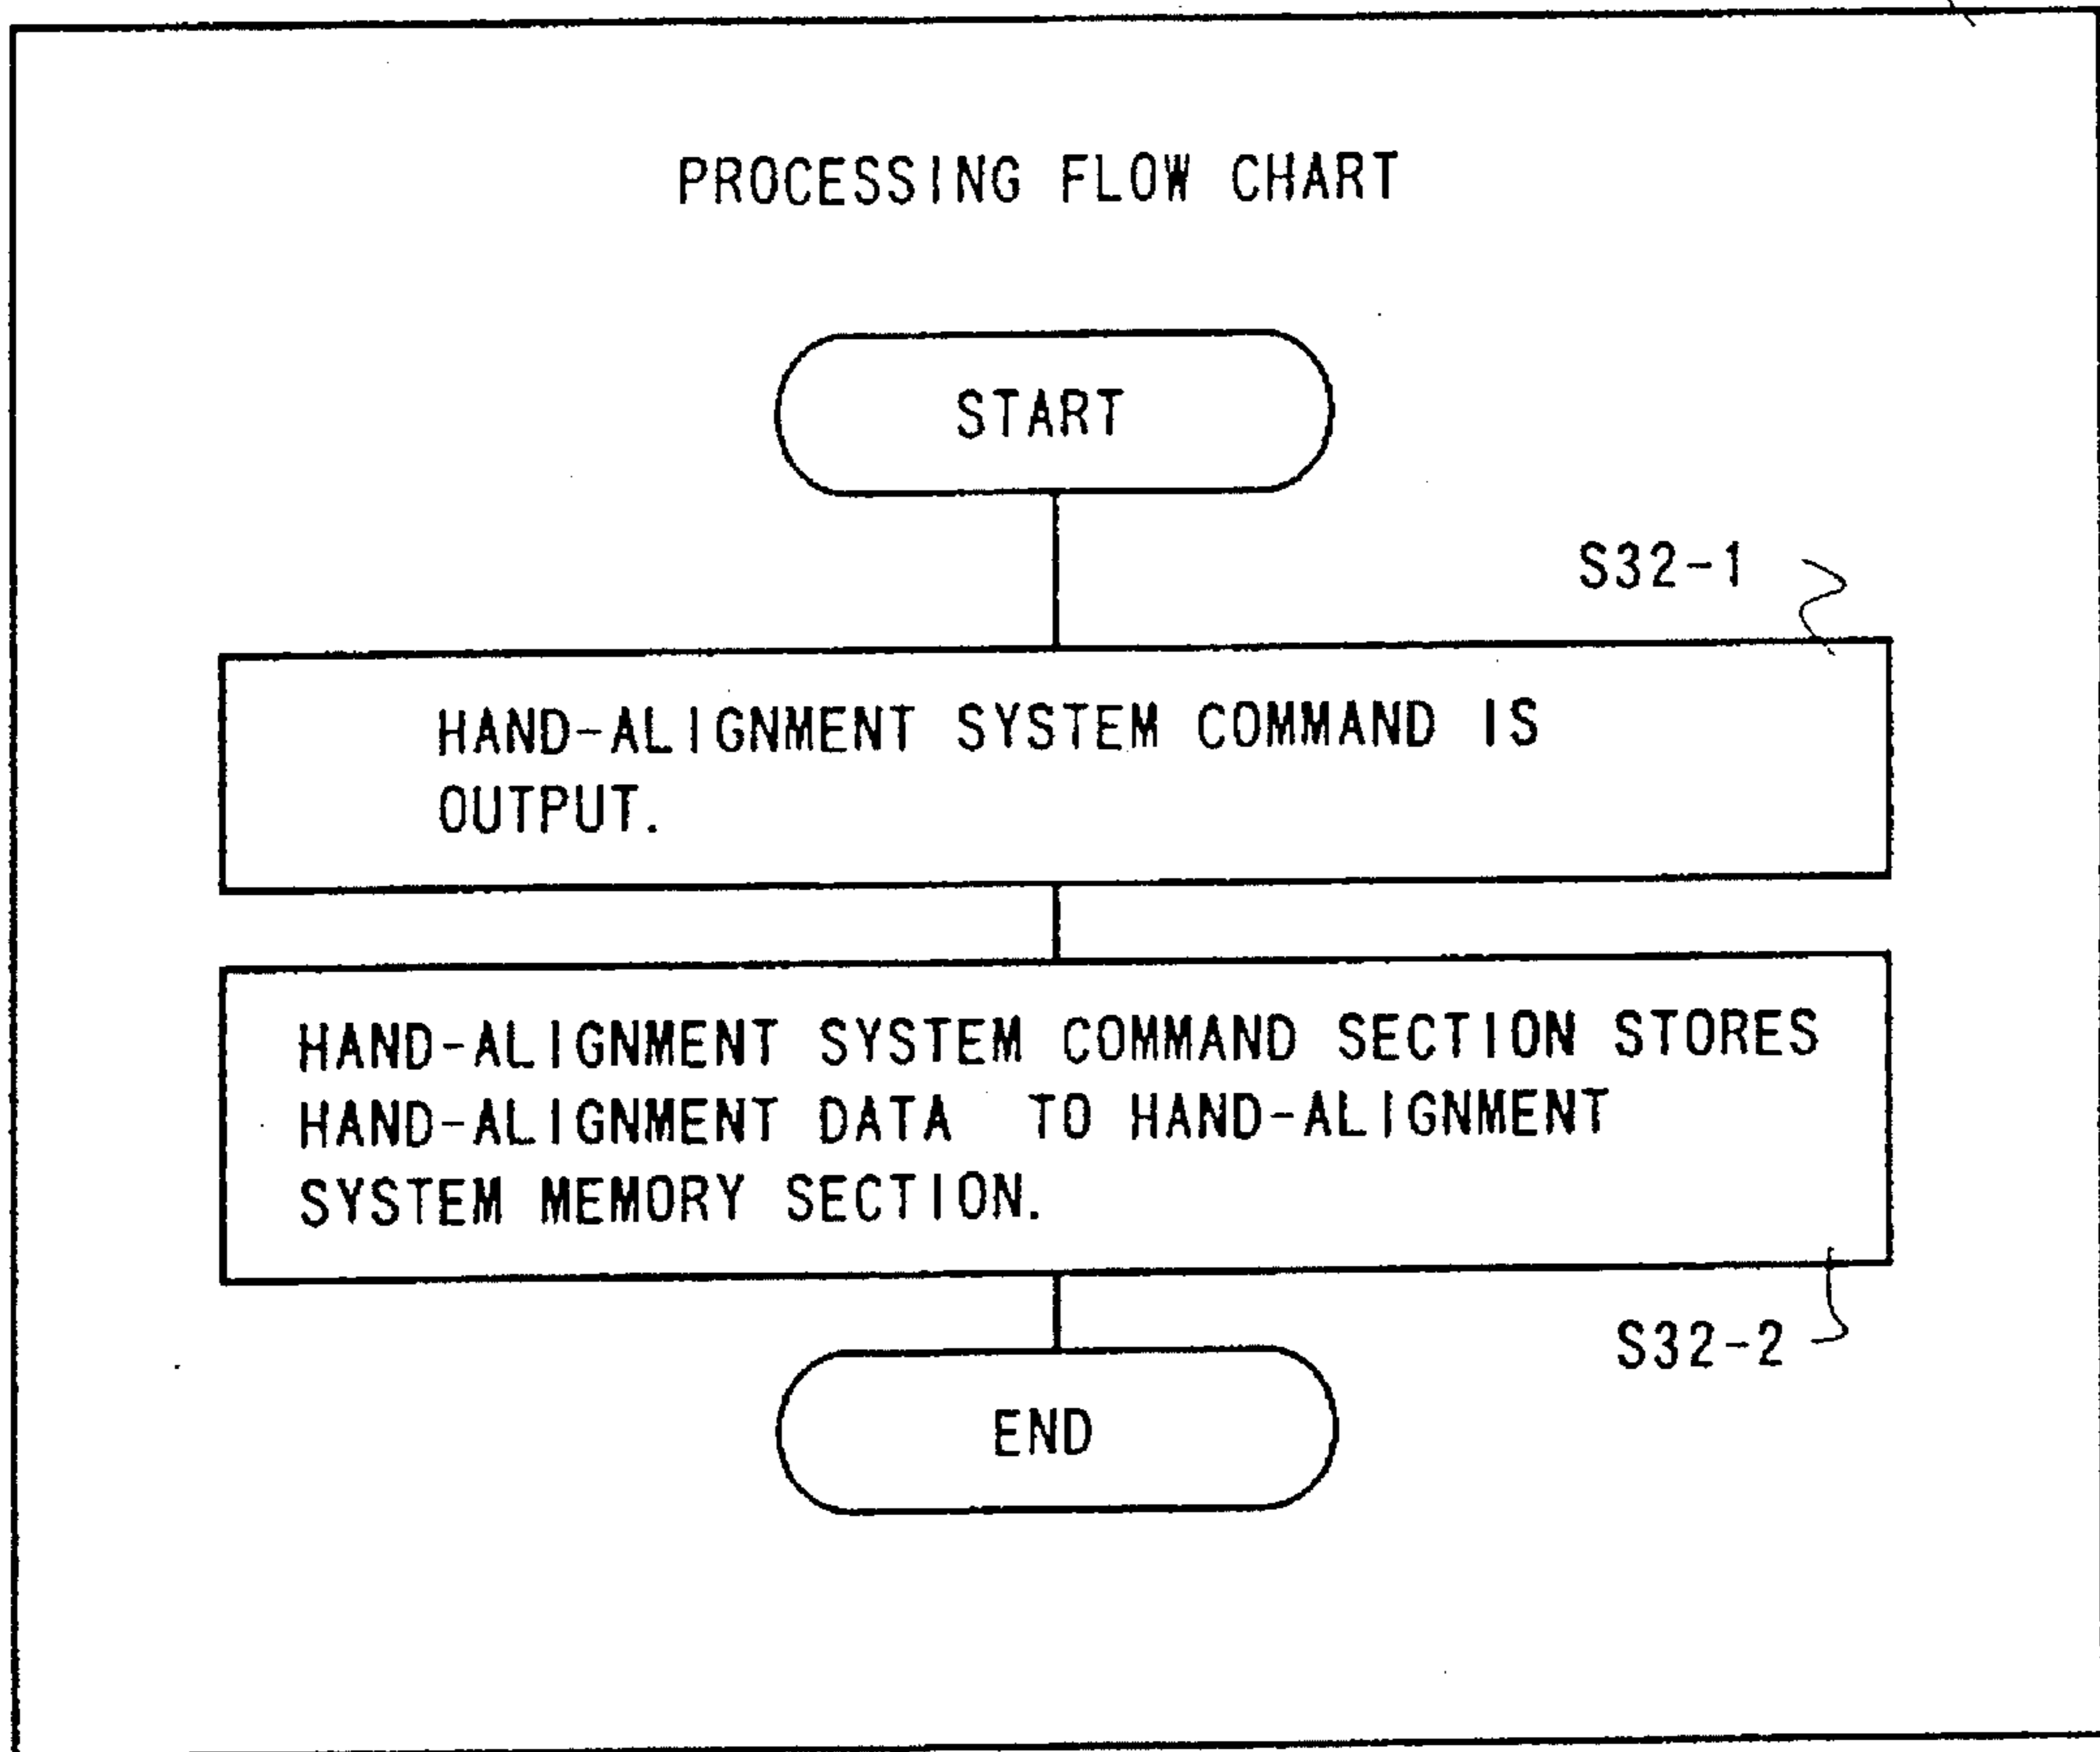 PROCESSING FLOW CHART
START
S32-1
HAND-ALIGNMENT SYSTEM COMMAND IS
OUTPUT.
HAND-ALIGNMENT SYSTEM COMMAND SECTION STORES
HAND-ALIGNMENT DATA TO HAND-ALIGNMENT
SYSTEM MEMORY SECTION.
S32-2
END